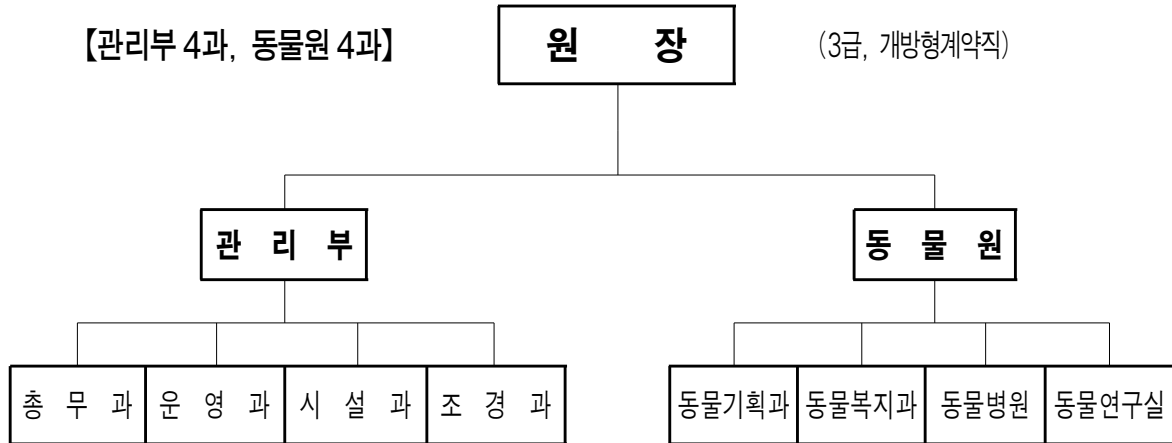 【관리부 4과, 동물원 4과】 원 장 (3급, 개방형계약직)
관 리 부 동 물 원
총 무 과 운 영 과 시 설 과 조 경 과 동물기획과 동물복지과 동물병원 동물연구실